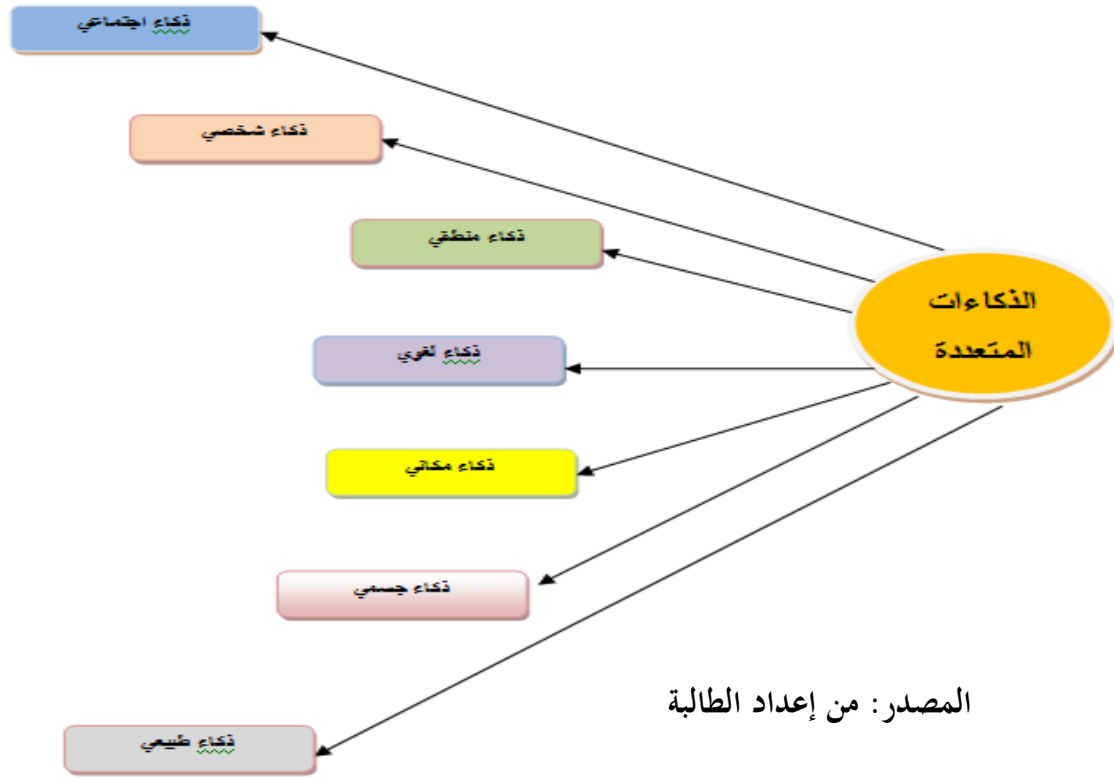 ذكاء اجتماعي
ذكاء شخصي
ذكاء منطقي
الذكاءات
المتعددة
ذكاء لغوي
ذكاء مكاني
ذكاء جسمي
المصدر: من إعداد الطالبة
ذكاء طبيعي